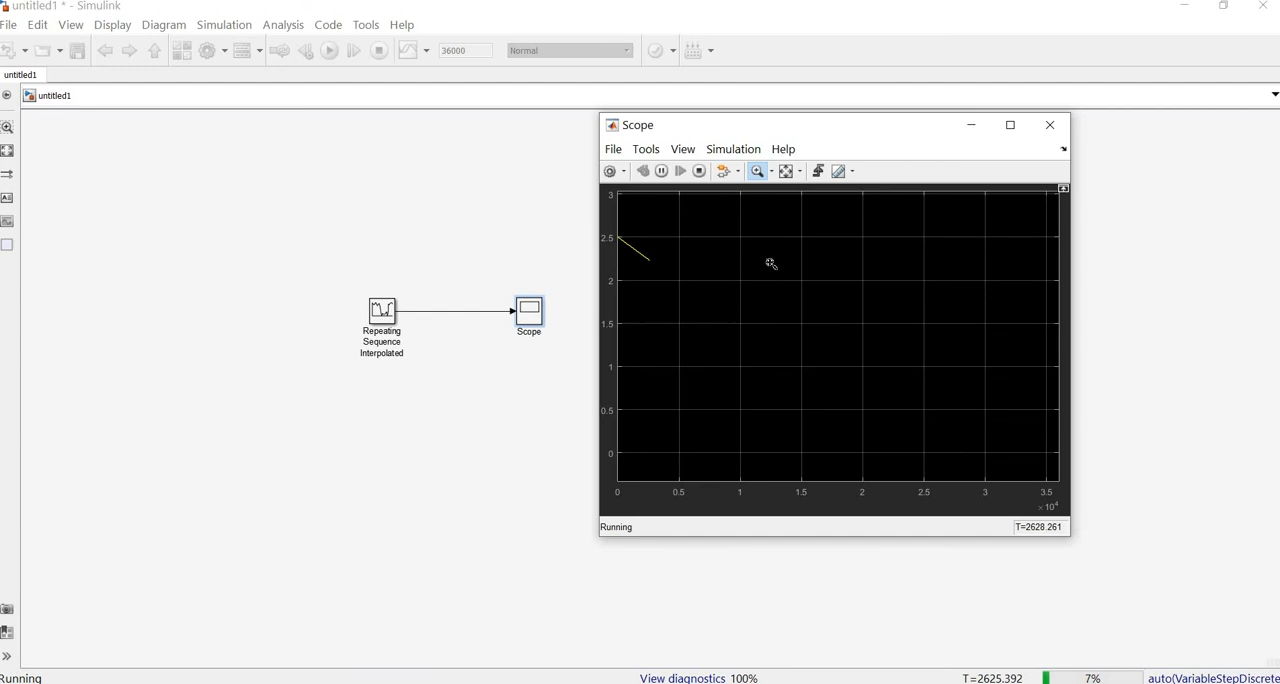 untitled1 * - Simulink
File Edit View Display Diagram Simulation Analysis Code Tools Help
36000 Normal
untitled1
untitled1
Scope
File Tools View Simulation Help
3
2.5
2
1.5
1
0.5
0
0 0.5 1 1.5 2 2.5 3 3.5
×10⁴
Running T=2628.261
Repeating
Sequence
Interpolated
Scope
Running View diagnostics 100% T=2625.392 7% auto(VariableStepDiscrete